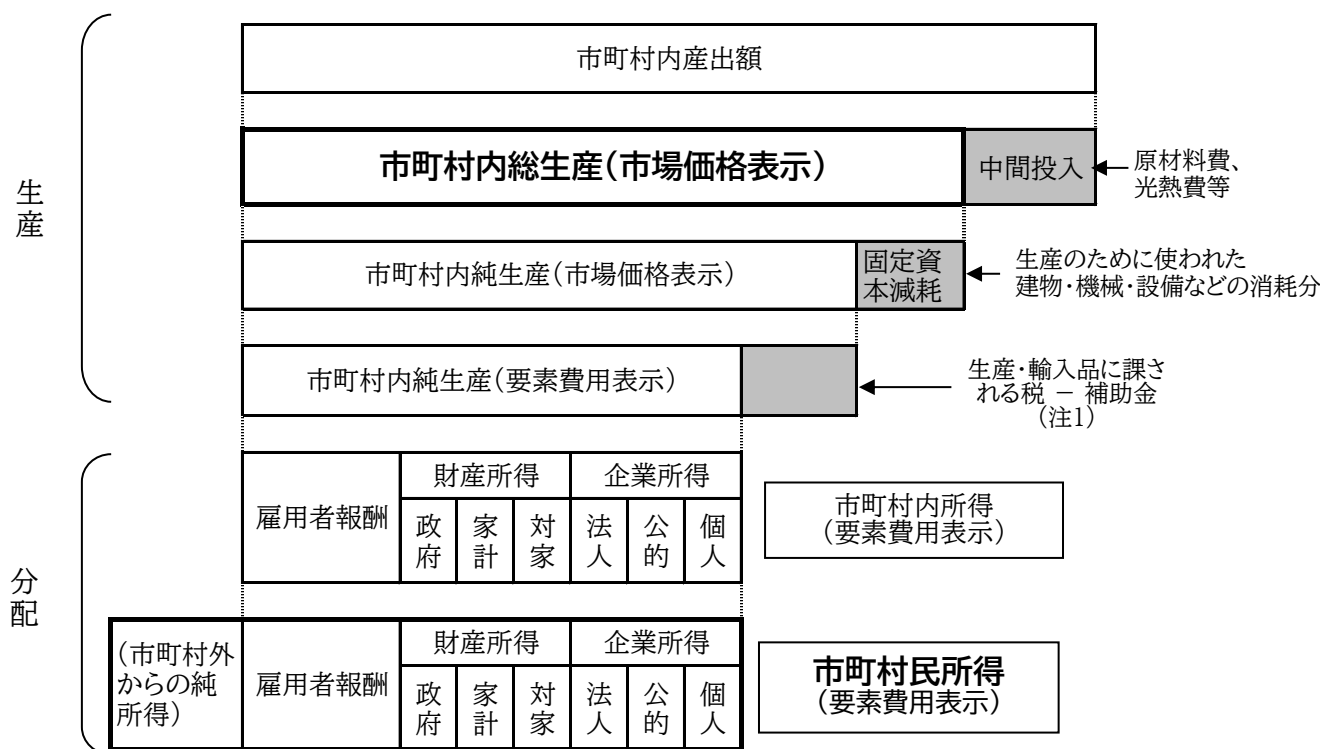 市町村内産出額
生産
市町村内総生産(市場価格表示)
中間投入
原材料費、
光熱費等
市町村内純生産(市場価格表示)
固定資
本減耗
生産のために使われた
建物・機械・設備などの消耗分
市町村内純生産(要素費用表示)
生産・輸入品に課さ
れる税 － 補助金
(注1)
分配
雇用者報酬
財産所得
企業所得
政府
家計
対家
法人
公的
個人
市町村内所得
(要素費用表示)
(市町村外
からの純
所得)
雇用者報酬
財産所得
企業所得
政府
家計
対家
法人
公的
個人
市町村民所得
(要素費用表示)